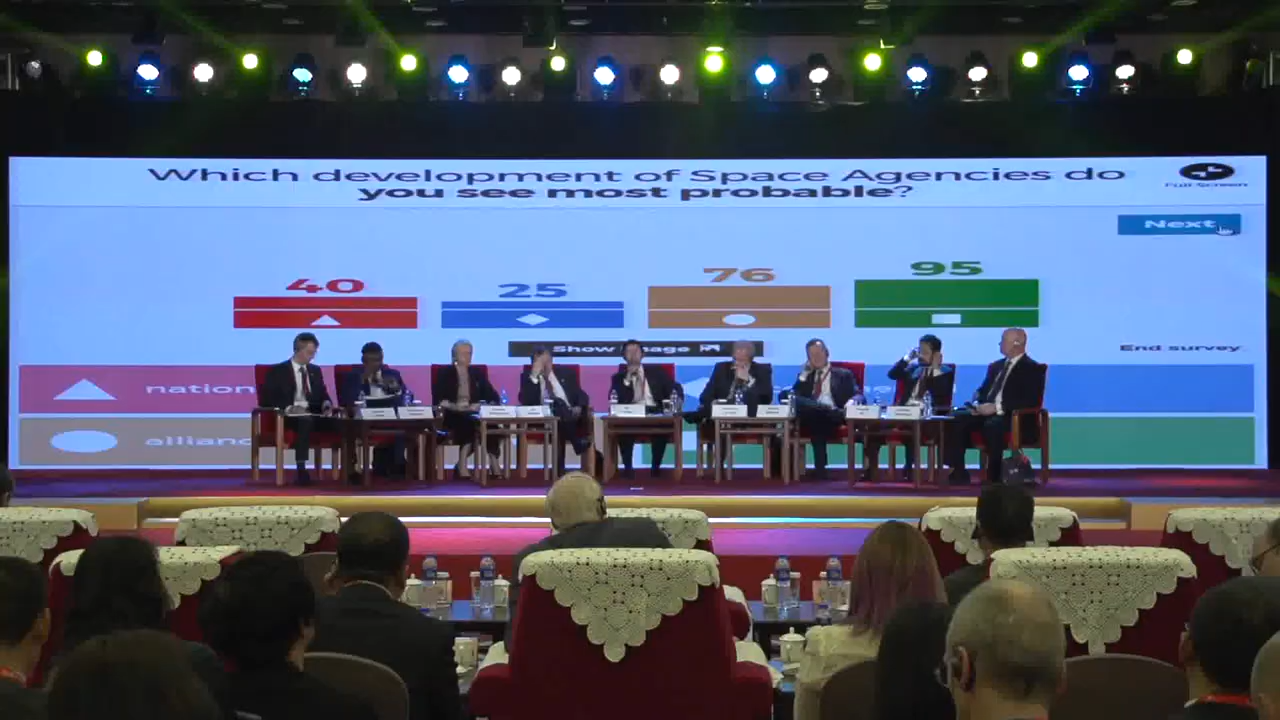 Which development of Space Agencies do
you see most probable?
Full Screen
Next
40
25
76
95
Show image
End survey
nation
allianc